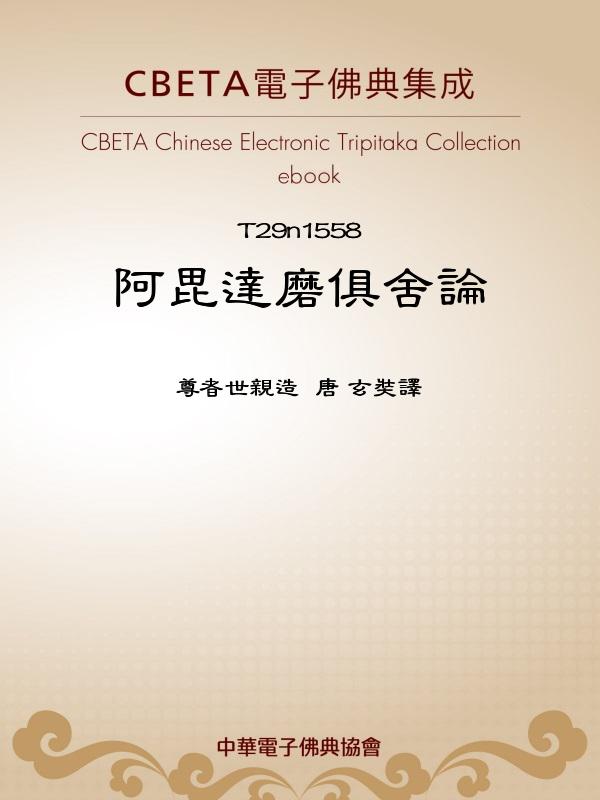 CBETA電子佛典集成
CBETA Chinese Electronic Tripitaka Collection
ebook
T29n1558
阿毘達磨俱舍論
尊者世親造 唐 玄奘譯
中華電子佛典協會